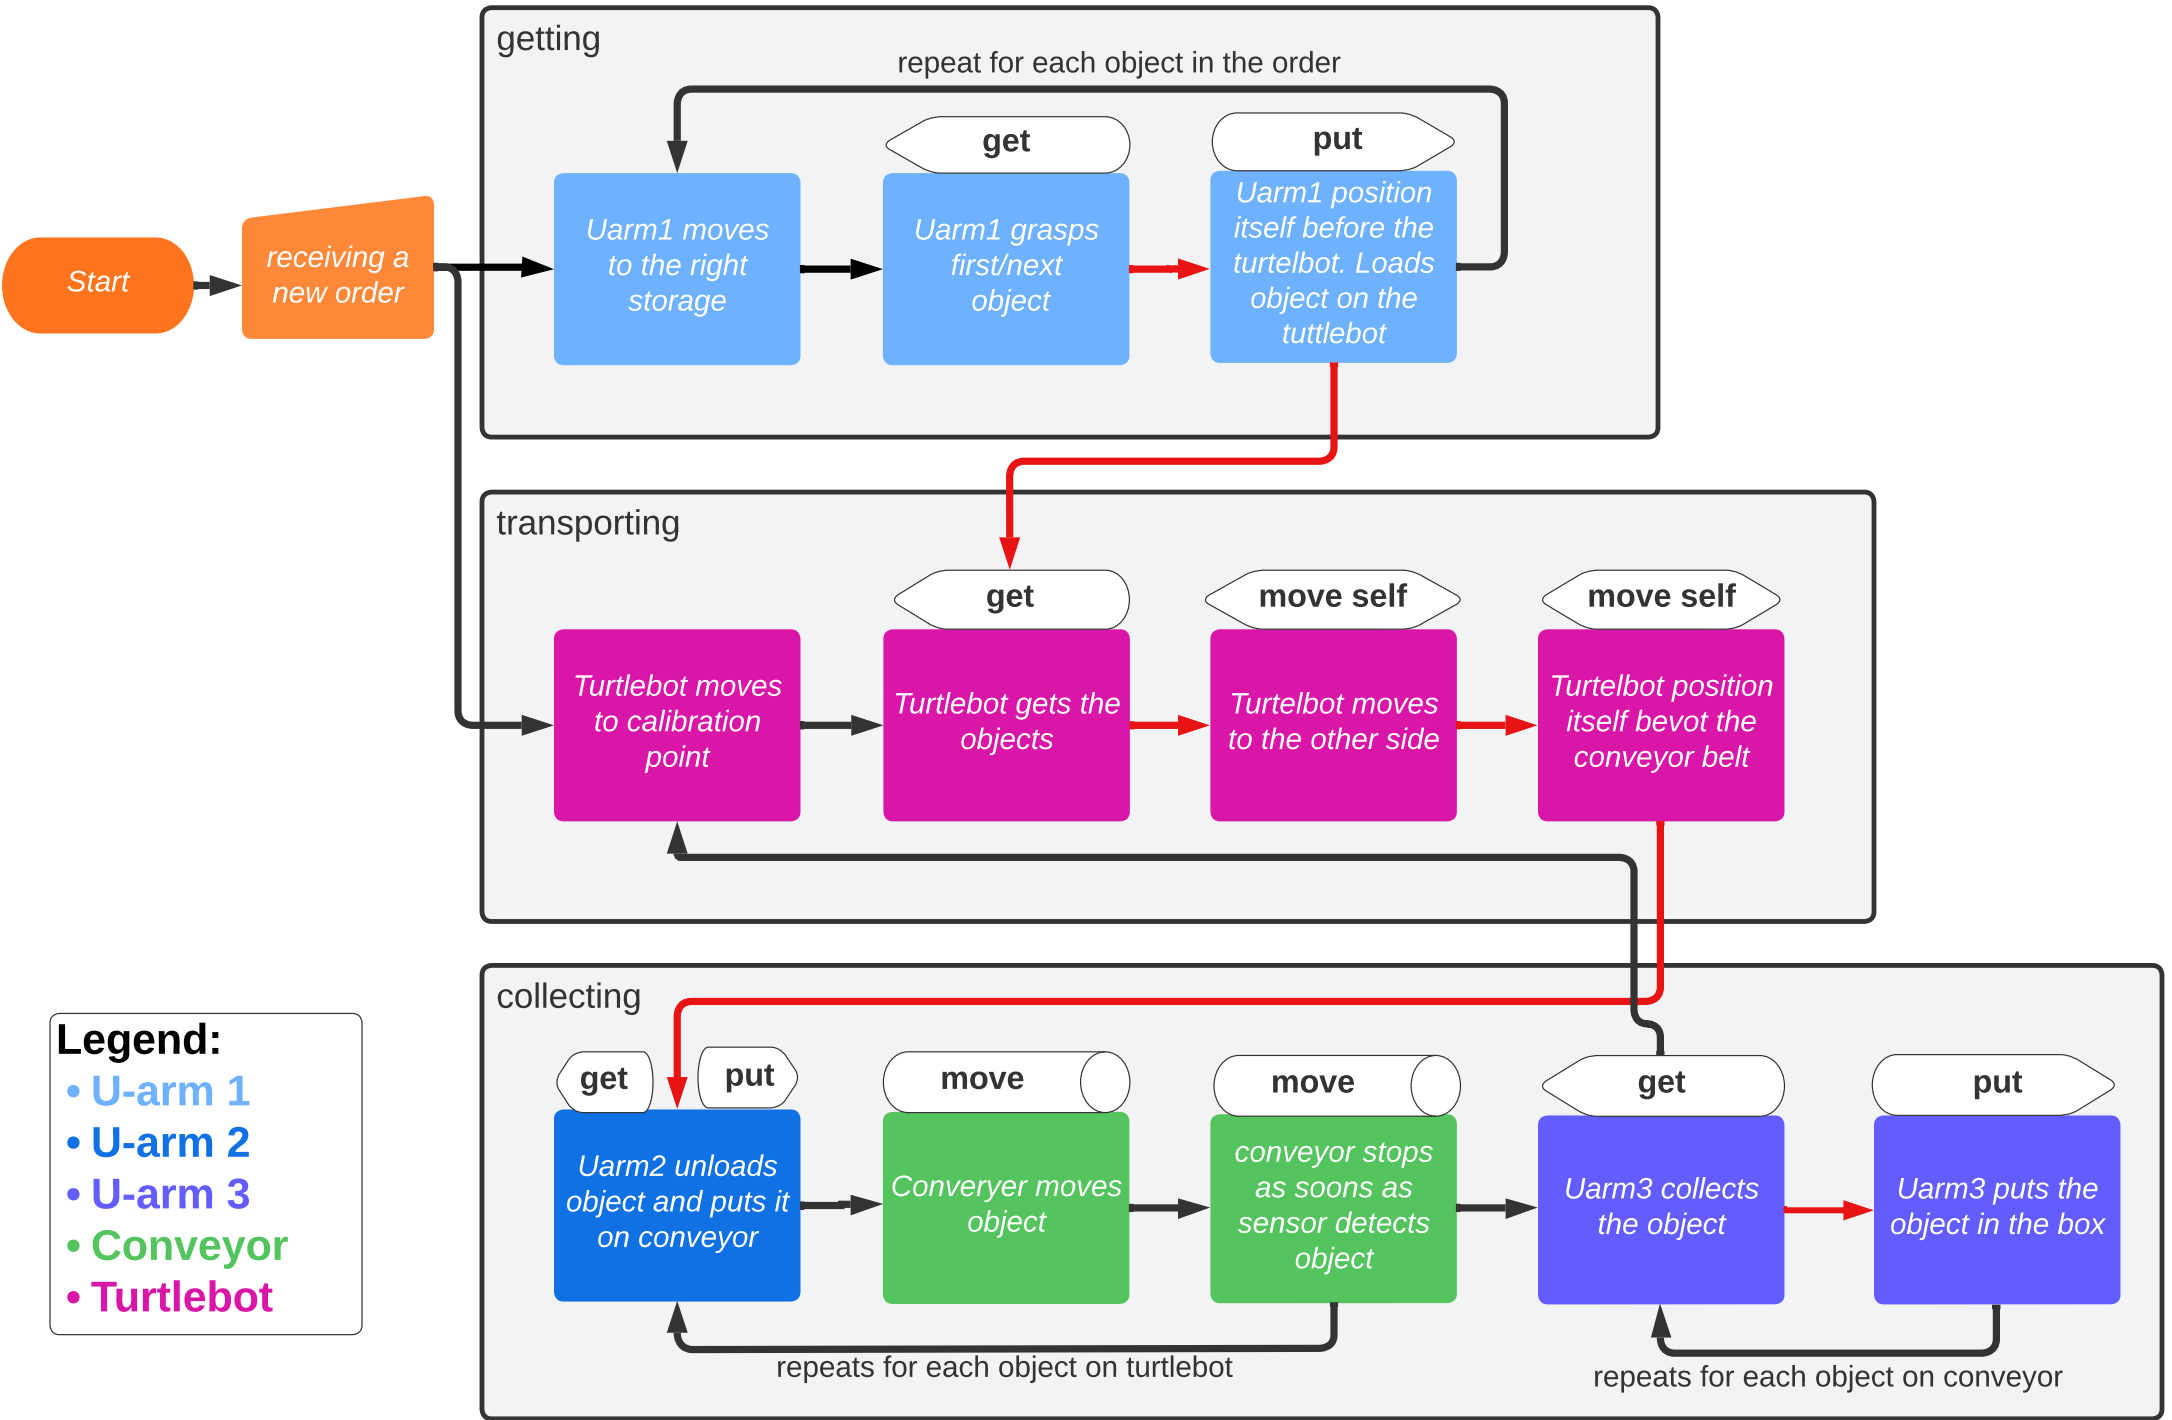 getting
repeat for each object in the order
get
put
Start
receiving a
new order
Uarm1 moves
to the right
storage
Uarm1 grasps
first/next
object
Uarm1 position
itself before the
turtelbot. Loads
object on the
tuttlebot
transporting
get
move self
move self
Turtlebot moves
to calibration
point
Turtlebot gets the
objects
Turtelbot moves
to the other side
Turtelbot position
itself bevot the
conveyor belt
collecting
get
put
move
move
get
put
Uarm2 unloads
object and puts it
on conveyor
Converyer moves
object
conveyor stops
as soons as
sensor detects
object
Uarm3 collects
the object
Uarm3 puts the
object in the box
repeats for each object on turtlebot
repeats for each object on conveyor
Legend:
• U-arm 1
• U-arm 2
• U-arm 3
• Conveyor
• Turtlebot